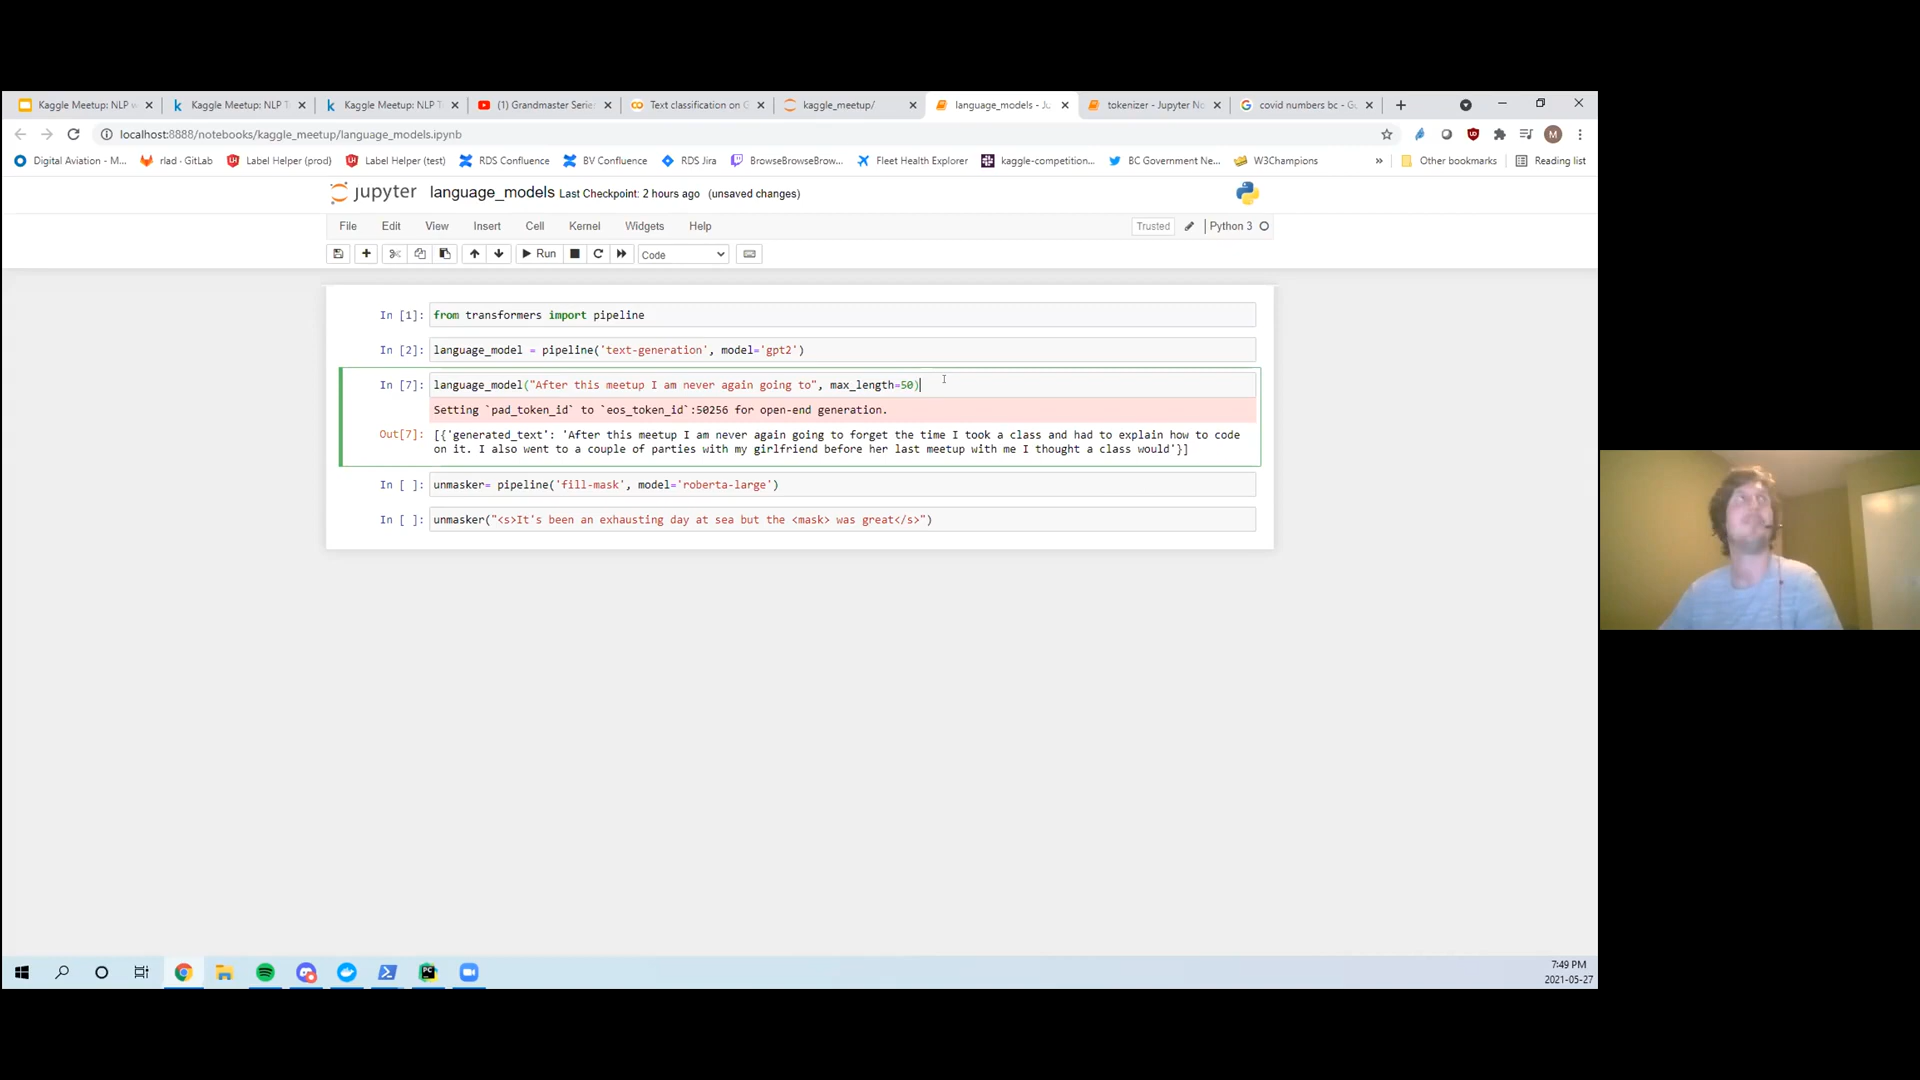 Kaggle Meetup: NLP w
Kaggle Meetup: NLP T
Kaggle Meetup: NLP T
(1) Grandmaster Serie
Text classification on G
kaggle_meetup/
language_models - Ju
tokenizer - Jupyter No
covid numbers bc - Go
localhost:8888/notebooks/kaggle_meetup/language_models.ipynb
M
Digital Aviation - M...
rlad · GitLab
Label Helper (prod)
Label Helper (test)
RDS Confluence
BV Confluence
RDS Jira
BrowseBrowseBrow...
Fleet Health Explorer
kaggle-competition...
BC Government Ne...
W3Champions
»
Other bookmarks
Reading list
jupyter language_models Last Checkpoint: 2 hours ago (unsaved changes)
File Edit View Insert Cell Kernel Widgets Help
Trusted
Python 3
Run
Code
In [1]: from transformers import pipeline
In [2]: language_model = pipeline('text-generation', model='gpt2')
In [7]: language_model("After this meetup I am never again going to", max_length=50)
Setting `pad_token_id` to `eos_token_id`:50256 for open-end generation.
Out[7]: [{'generated_text': 'After this meetup I am never again going to forget the time I took a class and had to explain how to code
on it. I also went to a couple of parties with my girlfriend before her last meetup with me I thought a class would'}]
In [ ]: unmasker= pipeline('fill-mask', model='roberta-large')
In [ ]: unmasker("<s>It's been an exhausting day at sea but the <mask> was great</s>")
7:49 PM
2021-05-27